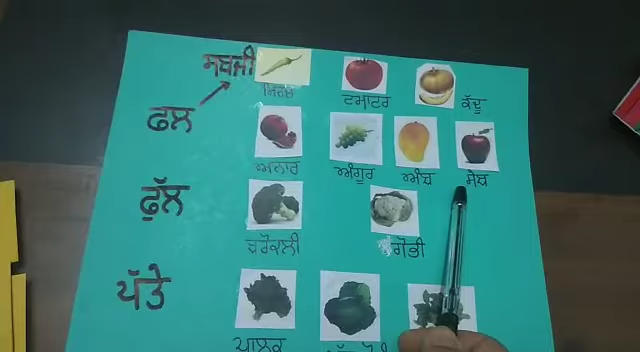 ਸਬਜੀ
ਮਿਰਚ ਟਮਾਟਰ ਕੱਦੂ
ਫਲ
ਅਨਾਰ ਅੰਗੂਰ ਅੰਬ ਸੇਬ
ਫ਼ੁੱਲ
ਬਰੌਕਲੀ ਗੋਭੀ
ਪੱਤੇ
ਪਾਲਕ